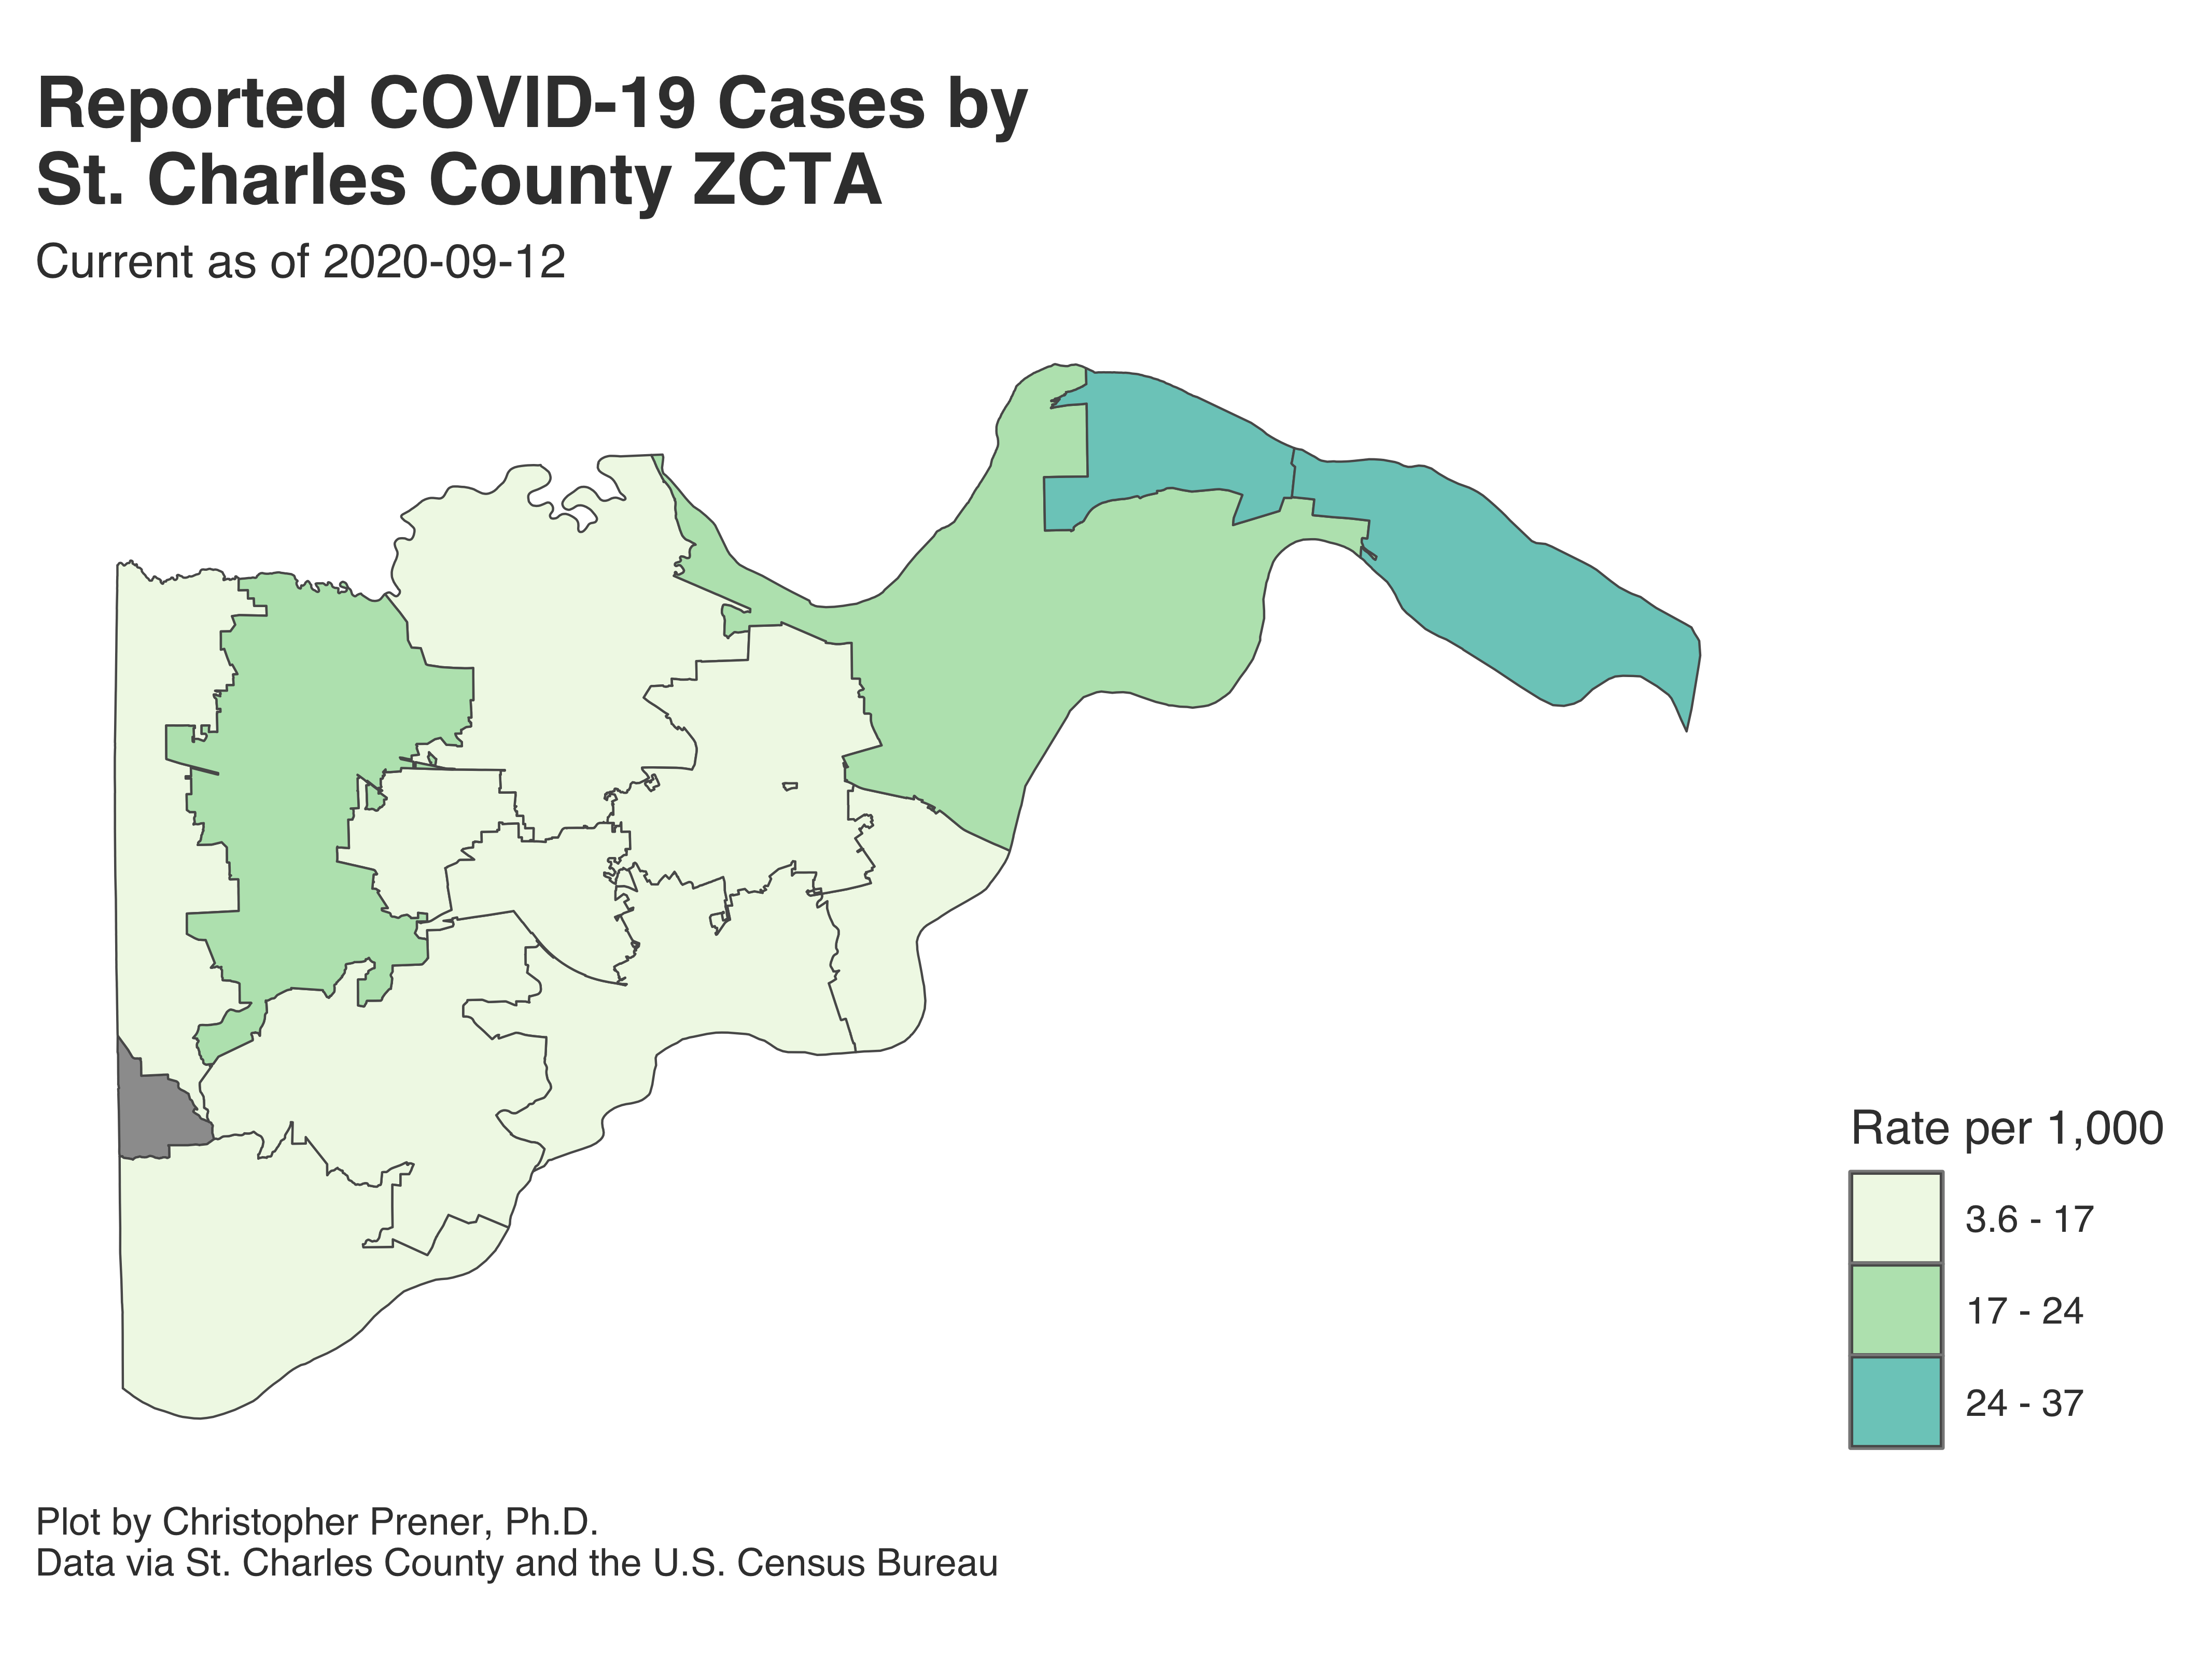 Reported COVID-19 Cases by
St. Charles County ZCTA
Current as of 2020-09-12
Rate per 1,000
3.6 - 17
17 - 24
24 - 37
Plot by Christopher Prener, Ph.D.
Data via St. Charles County and the U.S. Census Bureau